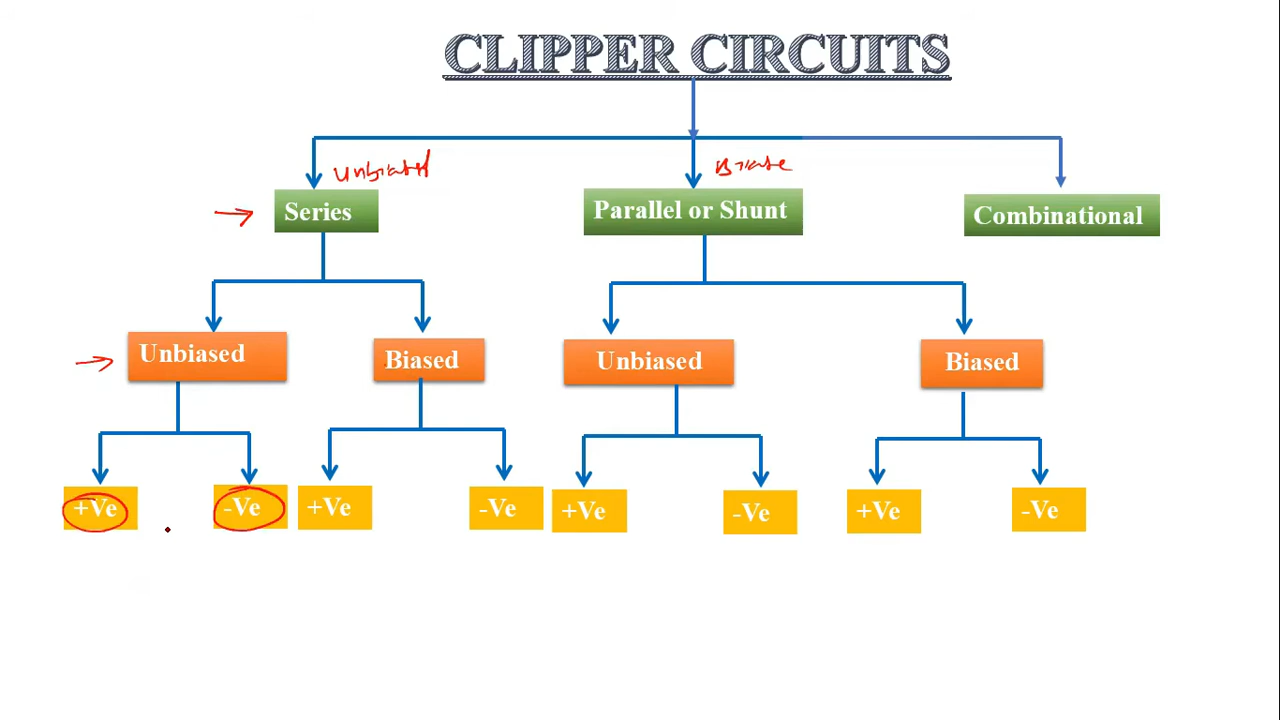 CLIPPER CIRCUITS
Unbiased
Series
Parallel or Shunt
Combinational
Unbiased
Biased
Unbiased
Biased
+Ve
-Ve
+Ve
-Ve
+Ve
-Ve
+Ve
-Ve